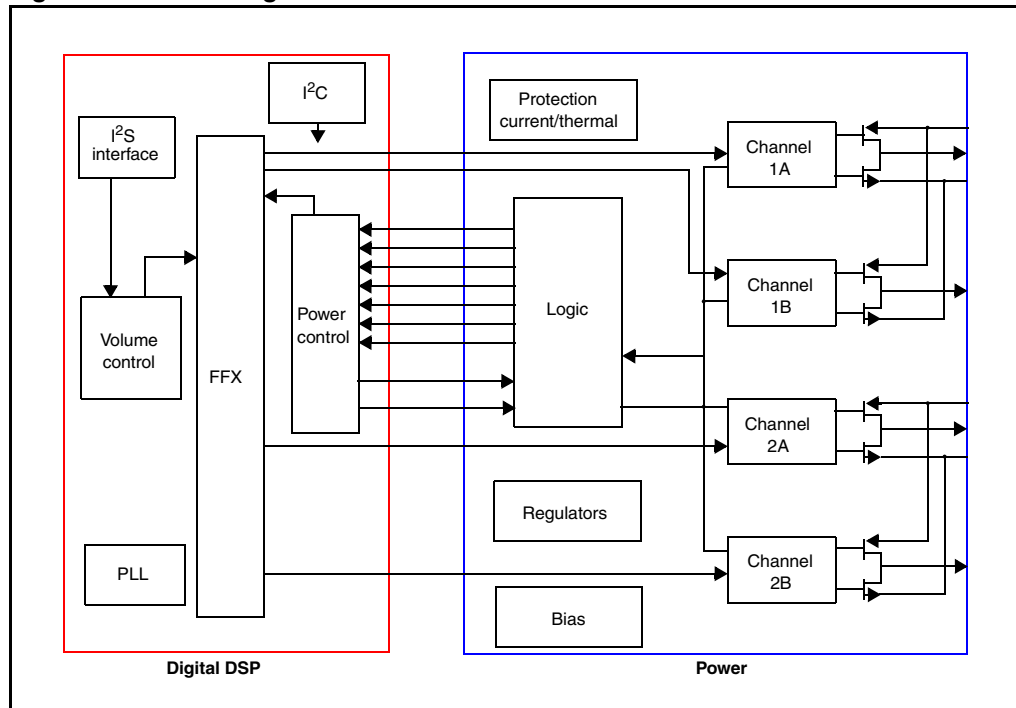 I²C
Protection
current/thermal
I²S
interface
Channel
1A
Channel
1B
Logic
Power
control
Volume
control
FFX
Channel
2A
Regulators
PLL
Channel
2B
Bias
Digital DSP
Power